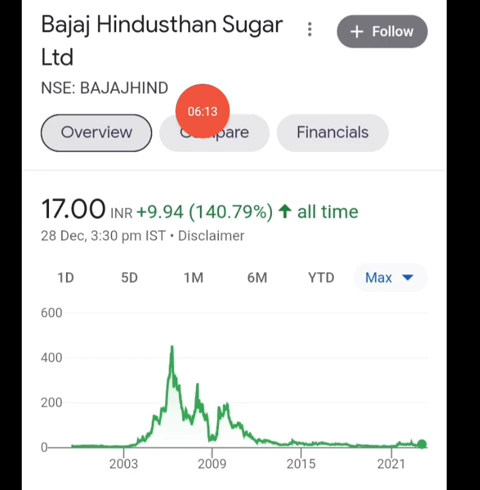 Bajaj Hindusthan Sugar
Ltd
+ Follow
NSE: BAJAJHIND
06:13
Overview
Compare
Financials
17.00 INR +9.94 (140.79%) ↑ all time
28 Dec, 3:30 pm IST • Disclaimer
1D 5D 1M 6M YTD Max
600
400
200
0
2003 2009 2015 2021